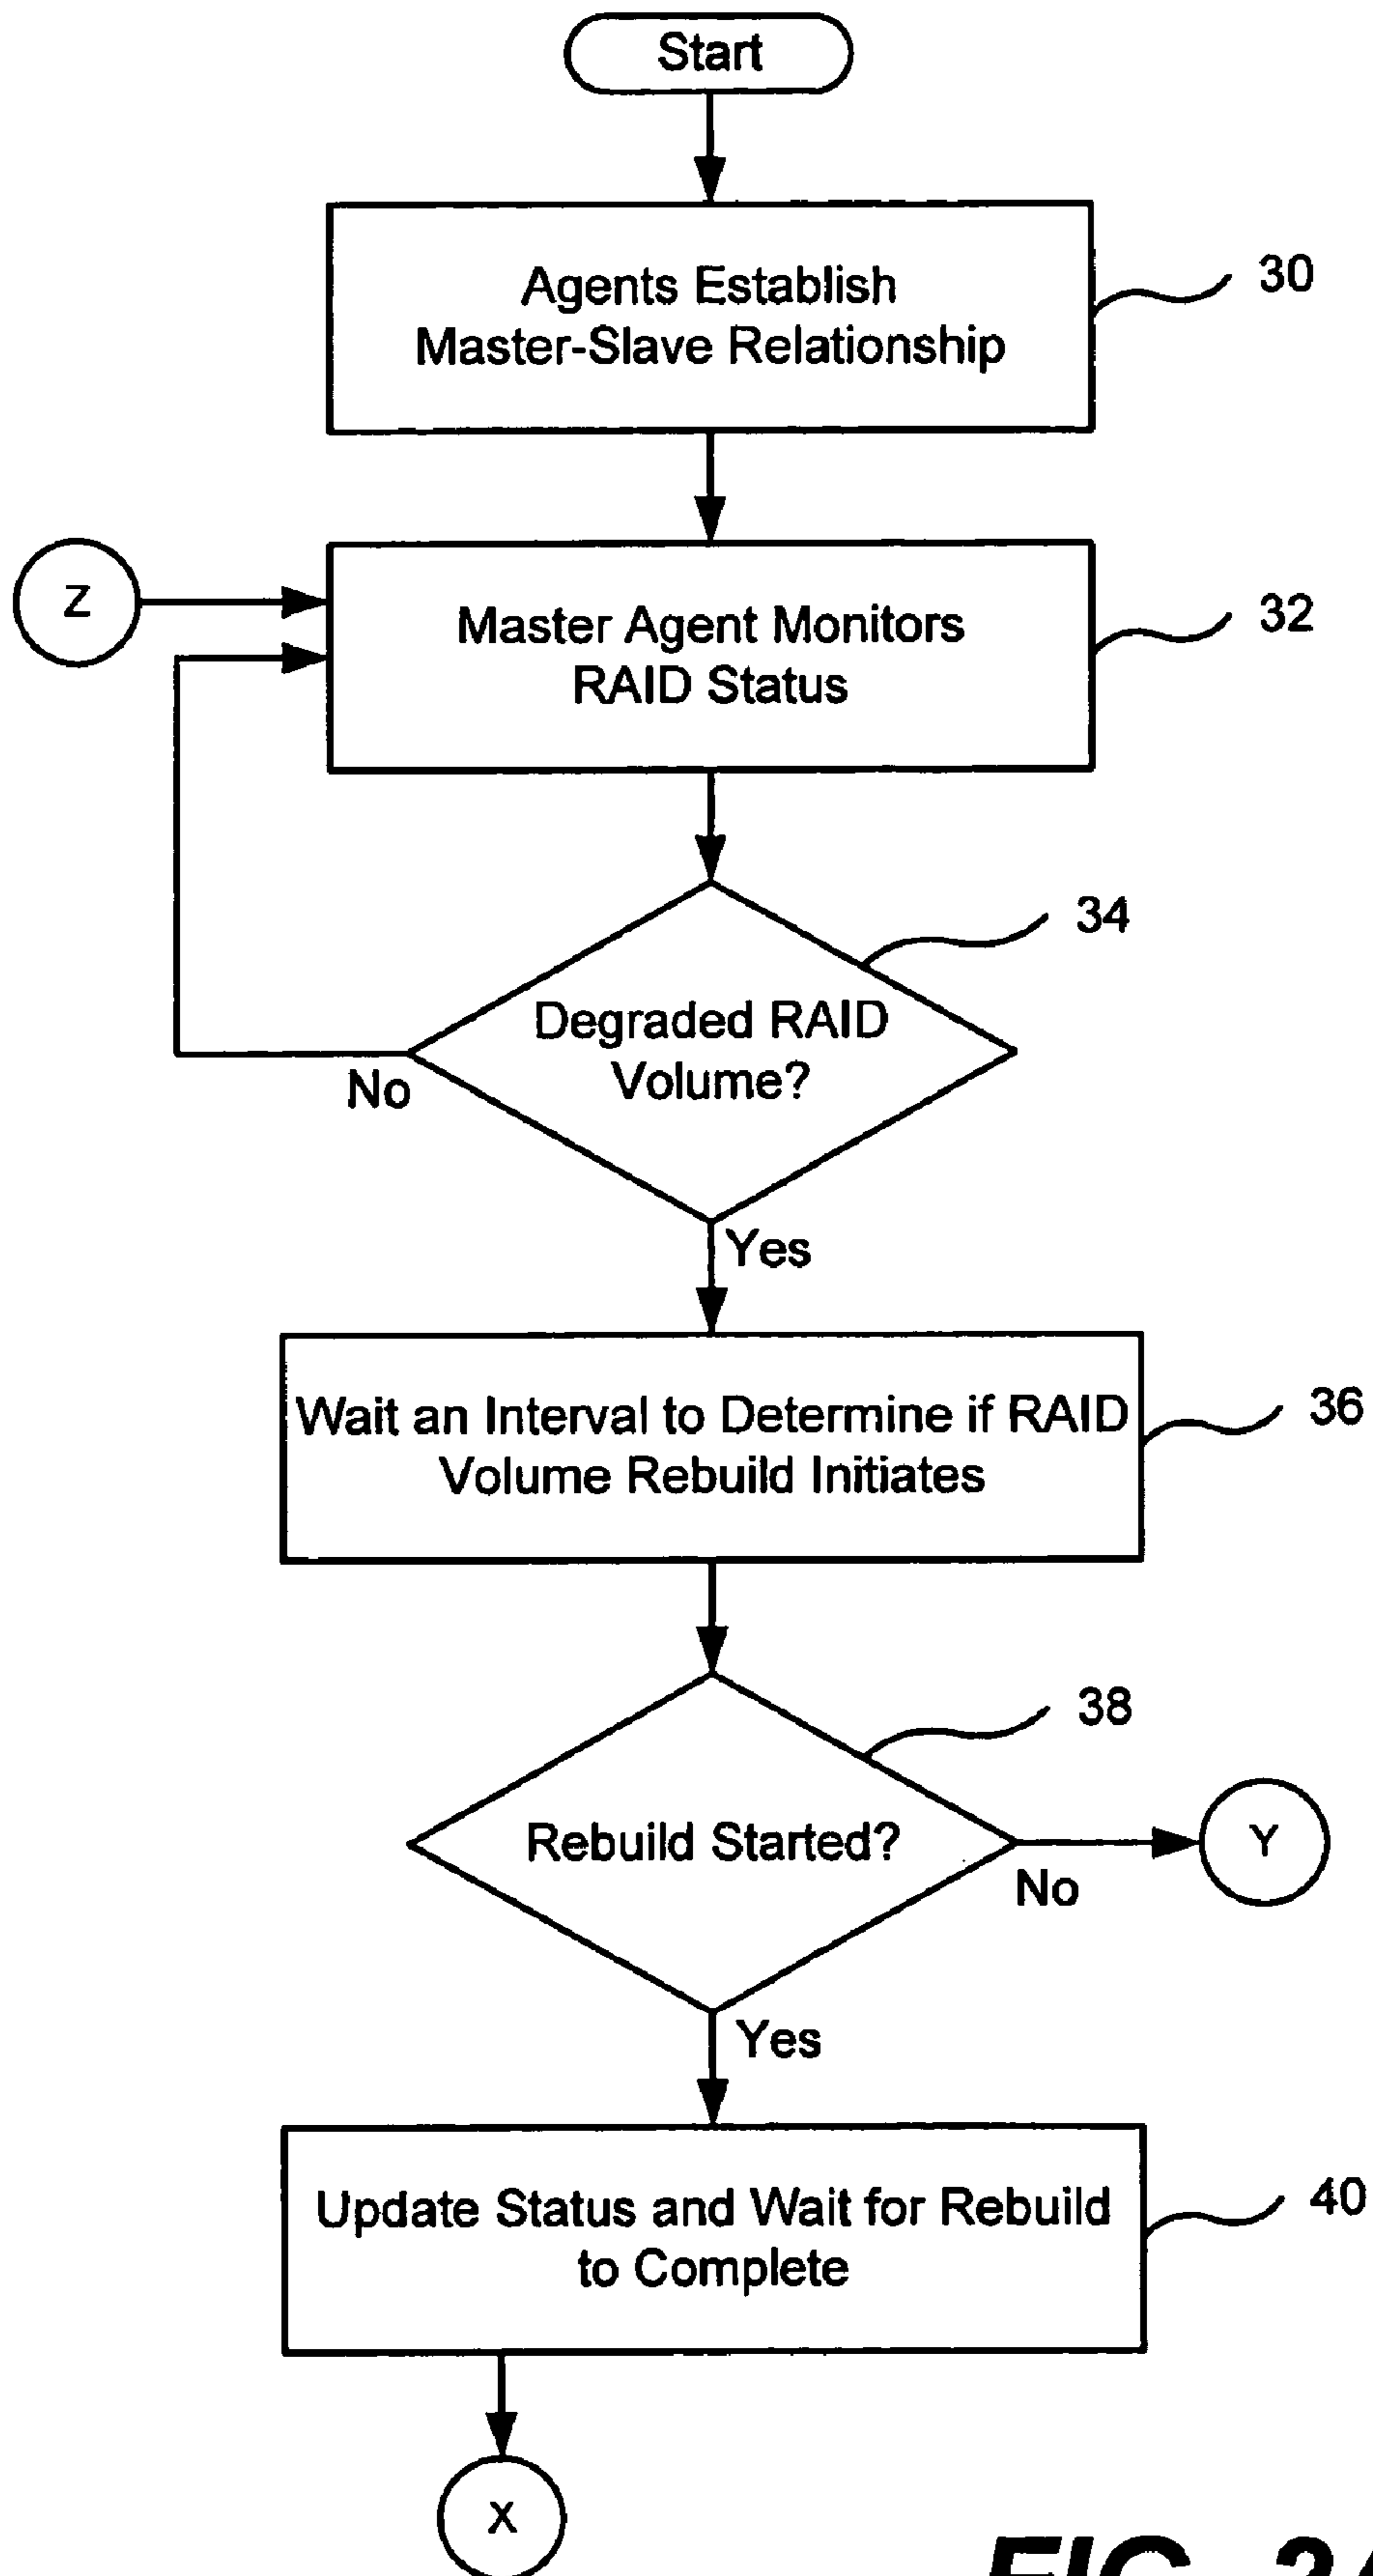 Start
Agents Establish
Master-Slave Relationship
30
Z
Master Agent Monitors
RAID Status
32
34
Degraded RAID
Volume?
No
Yes
Wait an Interval to Determine if RAID
Volume Rebuild Initiates
36
38
Rebuild Started?
Y
No
Yes
Update Status and Wait for Rebuild
to Complete
40
X